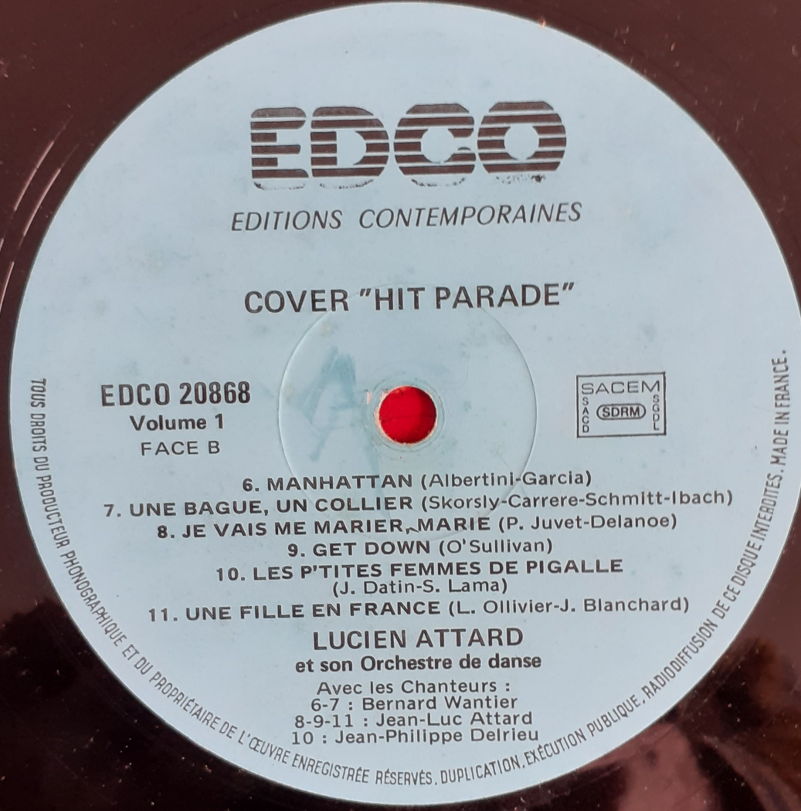 EDCO
EDITIONS CONTEMPORAINES
COVER "HIT PARADE"
EDCO 20868
Volume 1
FACE B
SACEM
SACD
SDRM
SGDL
6. MANHATTAN (Albertini-Garcia)
7. UNE BAGUE, UN COLLIER (Skorsly-Carrere-Schmitt-Ibach)
8. JE VAIS ME MARIER, MARIE (P. Juvet-Delanoe)
9. GET DOWN (O'Sullivan)
10. LES P'TITES FEMMES DE PIGALLE
(J. Datin-S. Lama)
11. UNE FILLE EN FRANCE (L. Ollivier-J. Blanchard)
LUCIEN ATTARD
et son Orchestre de danse
Avec les Chanteurs :
6-7 : Bernard Wantier
8-9-11 : Jean-Luc Attard
10 : Jean-Philippe Delrieu
TOUS DROITS DU PRODUCTEUR PHONOGRAPHIQUE ET DU PROPRIÉTAIRE DE L'ŒUVRE ENREGISTRÉE RÉSERVÉS. DUPLICATION, EXÉCUTION PUBLIQUE, RADIODIFFUSION DE CE DISQUE INTERDITES. MADE IN FRANCE.